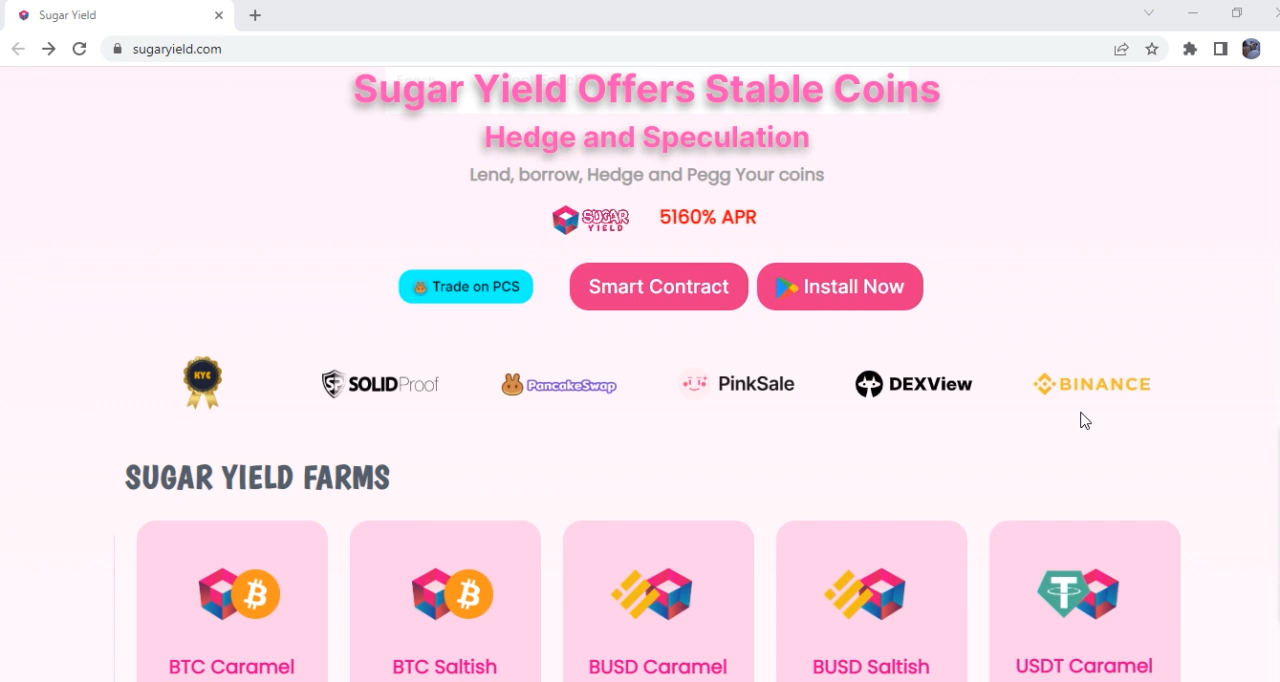 Sugar Yield
sugaryield.com
Sugar Yield Offers Stable Coins
Hedge and Speculation
Lend, borrow, Hedge and Pegg Your coins
SUGAR YIELD 5160% APR
Trade on PCS Smart Contract Install Now
KYC SOLIDProof PancakeSwap PinkSale DEXView BINANCE
SUGAR YIELD FARMS
BTC Caramel BTC Saltish BUSD Caramel BUSD Saltish USDT Caramel